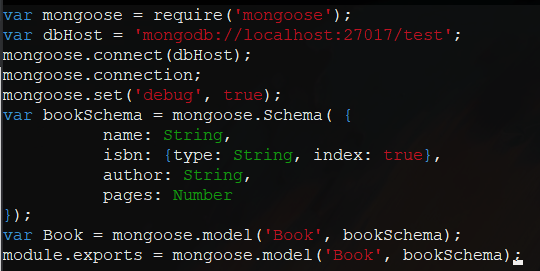 var mongoose = require('mongoose');
var dbHost = 'mongodb://localhost:27017/test';
mongoose.connect(dbHost);
mongoose.connection;
mongoose.set('debug', true);
var bookSchema = mongoose.Schema( {
        name: String,
        isbn: {type: String, index: true},
        author: String,
        pages: Number
});
var Book = mongoose.model('Book', bookSchema);
module.exports = mongoose.model('Book', bookSchema);